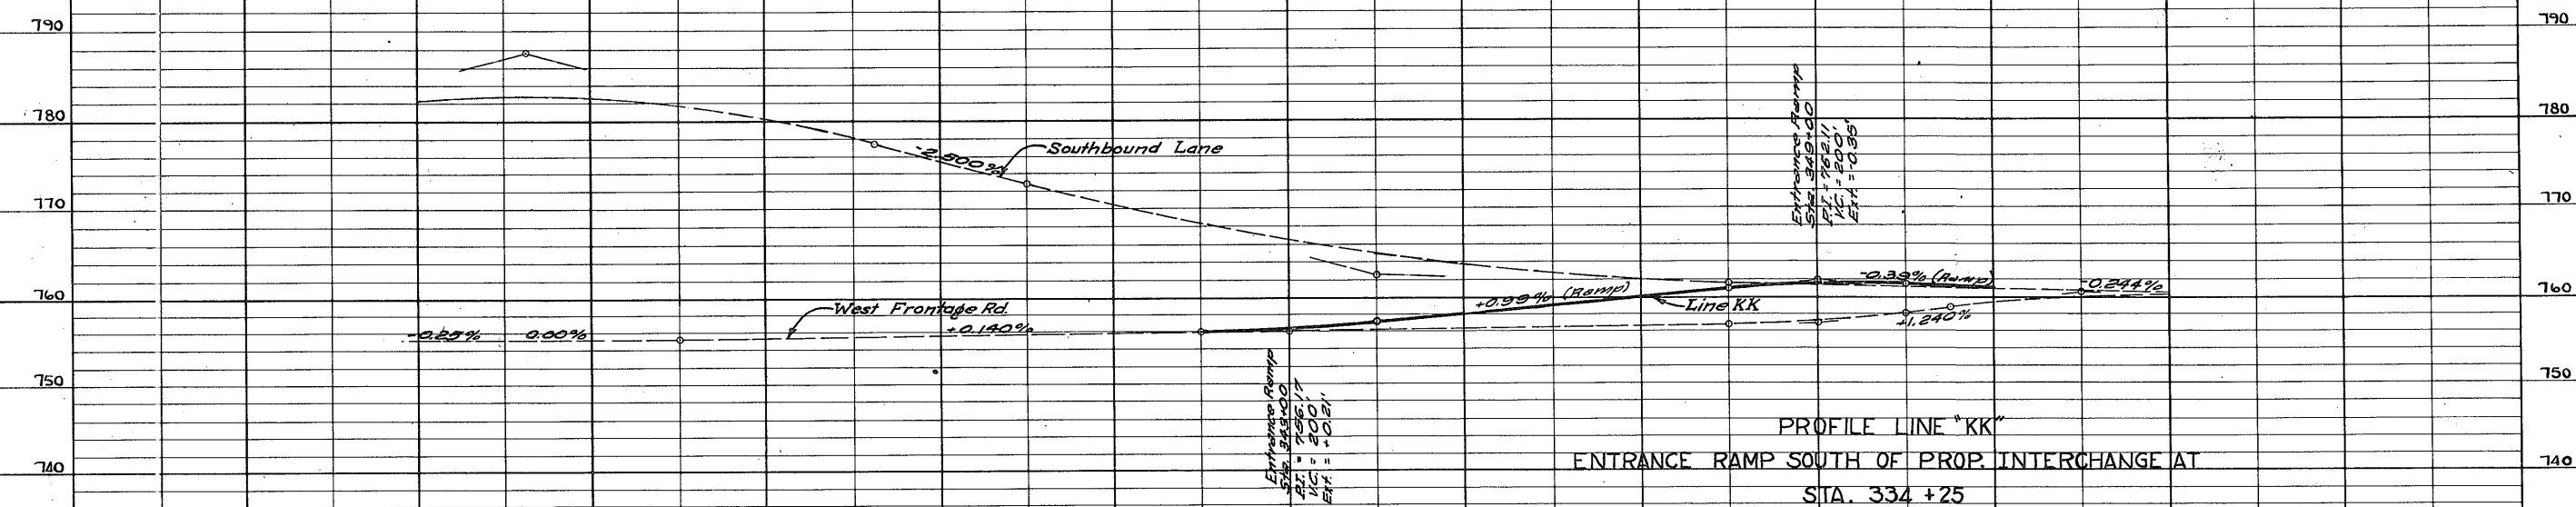 790
790
780
780
770
770
760
760
750
750
740
740
-2.500%
Southbound Lane
Entrance Ramp
Sta. 349+00
P.I. = 762.11
V.C. = 200'
Ext. = -0.35'
-0.39% (Ramp)
-0.244%
+0.99% (Ramp)
Line KK
West Frontage Rd.
-0.25%
0.00%
+0.140%
+1.240%
Entrance Ramp
Sta. 343+00
P.I. = 756.17
V.C. = 200'
Ext. = +0.21'
PROFILE LINE "KK"
ENTRANCE RAMP SOUTH OF PROP. INTERCHANGE AT
STA. 334 +25